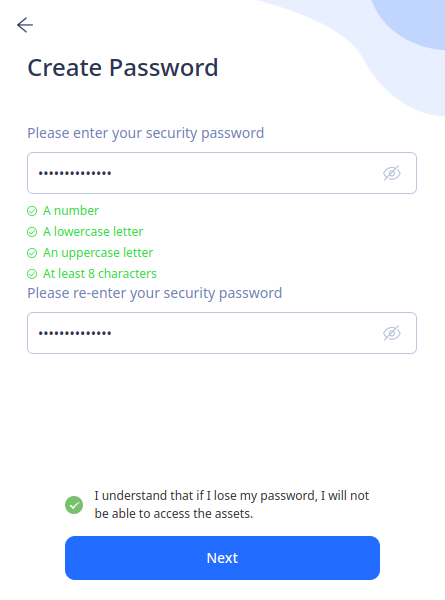 Create Password
Please enter your security password
••••••••••••••
A number
A lowercase letter
An uppercase letter
At least 8 characters
Please re-enter your security password
••••••••••••••
I understand that if I lose my password, I will not
be able to access the assets.
Next